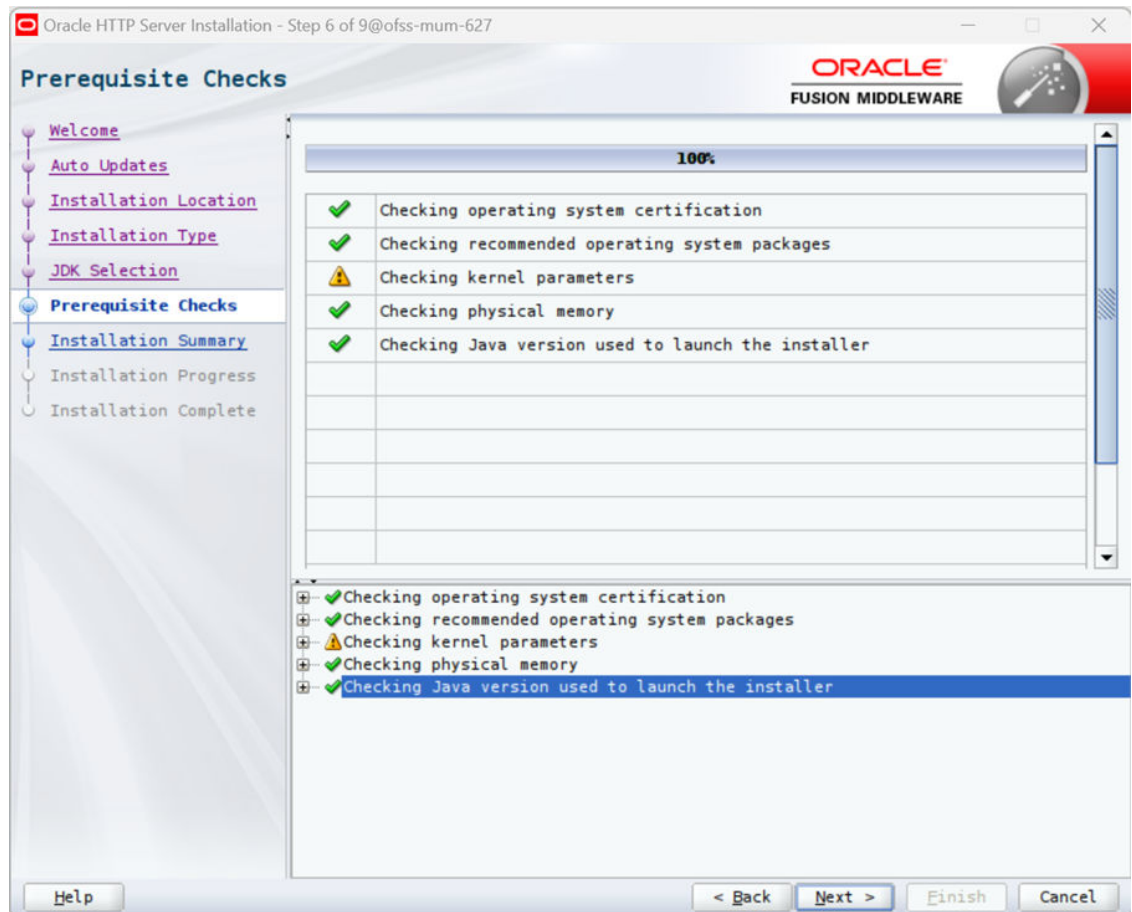 Oracle HTTP Server Installation - Step 6 of 9@ofss-mum-627
Prerequisite Checks
ORACLE
FUSION MIDDLEWARE
Welcome
Auto Updates
Installation Location
Installation Type
JDK Selection
Prerequisite Checks
Installation Summary
Installation Progress
Installation Complete
100%
Checking operating system certification
Checking recommended operating system packages
Checking kernel parameters
Checking physical memory
Checking Java version used to launch the installer
Checking operating system certification
Checking recommended operating system packages
Checking kernel parameters
Checking physical memory
Checking Java version used to launch the installer
Help
< Back
Next >
Finish
Cancel